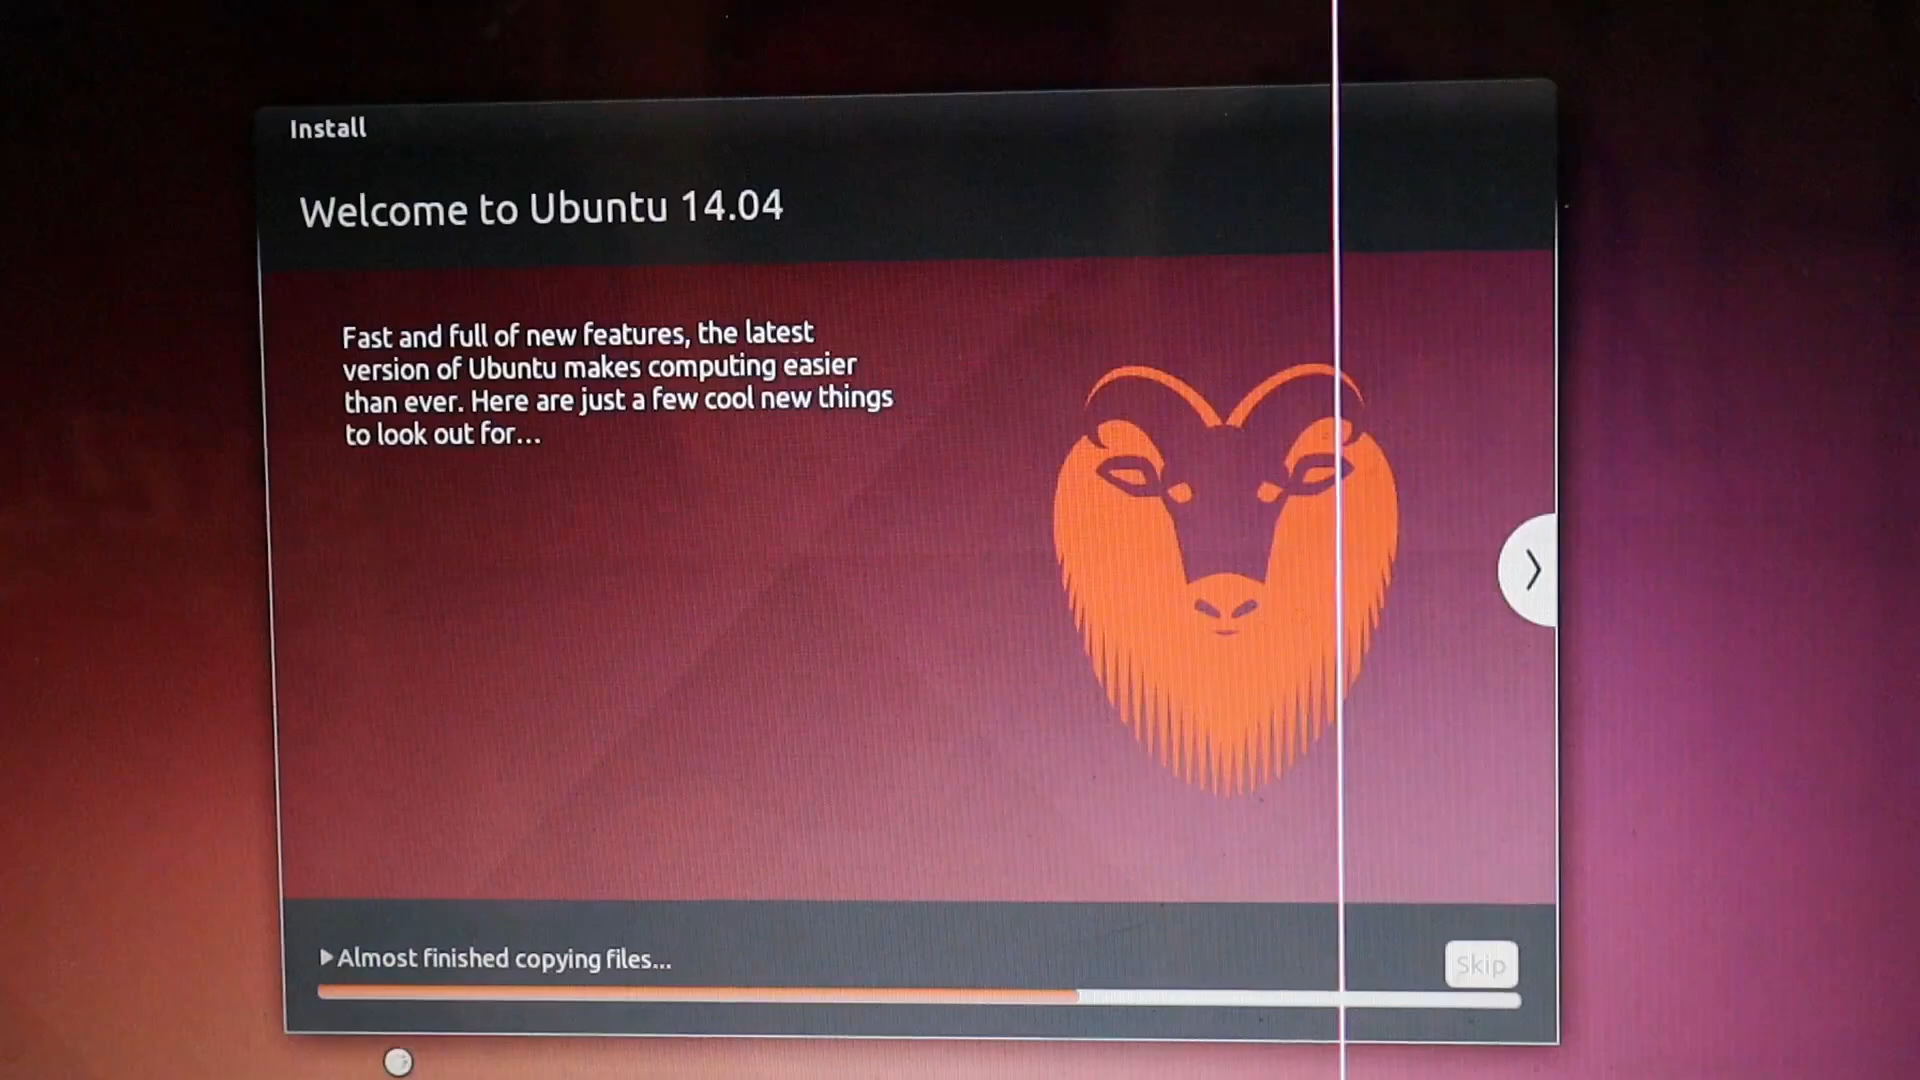 Install
Welcome to Ubuntu 14.04
Fast and full of new features, the latest
version of Ubuntu makes computing easier
than ever. Here are just a few cool new things
to look out for...
Almost finished copying files...
Skip